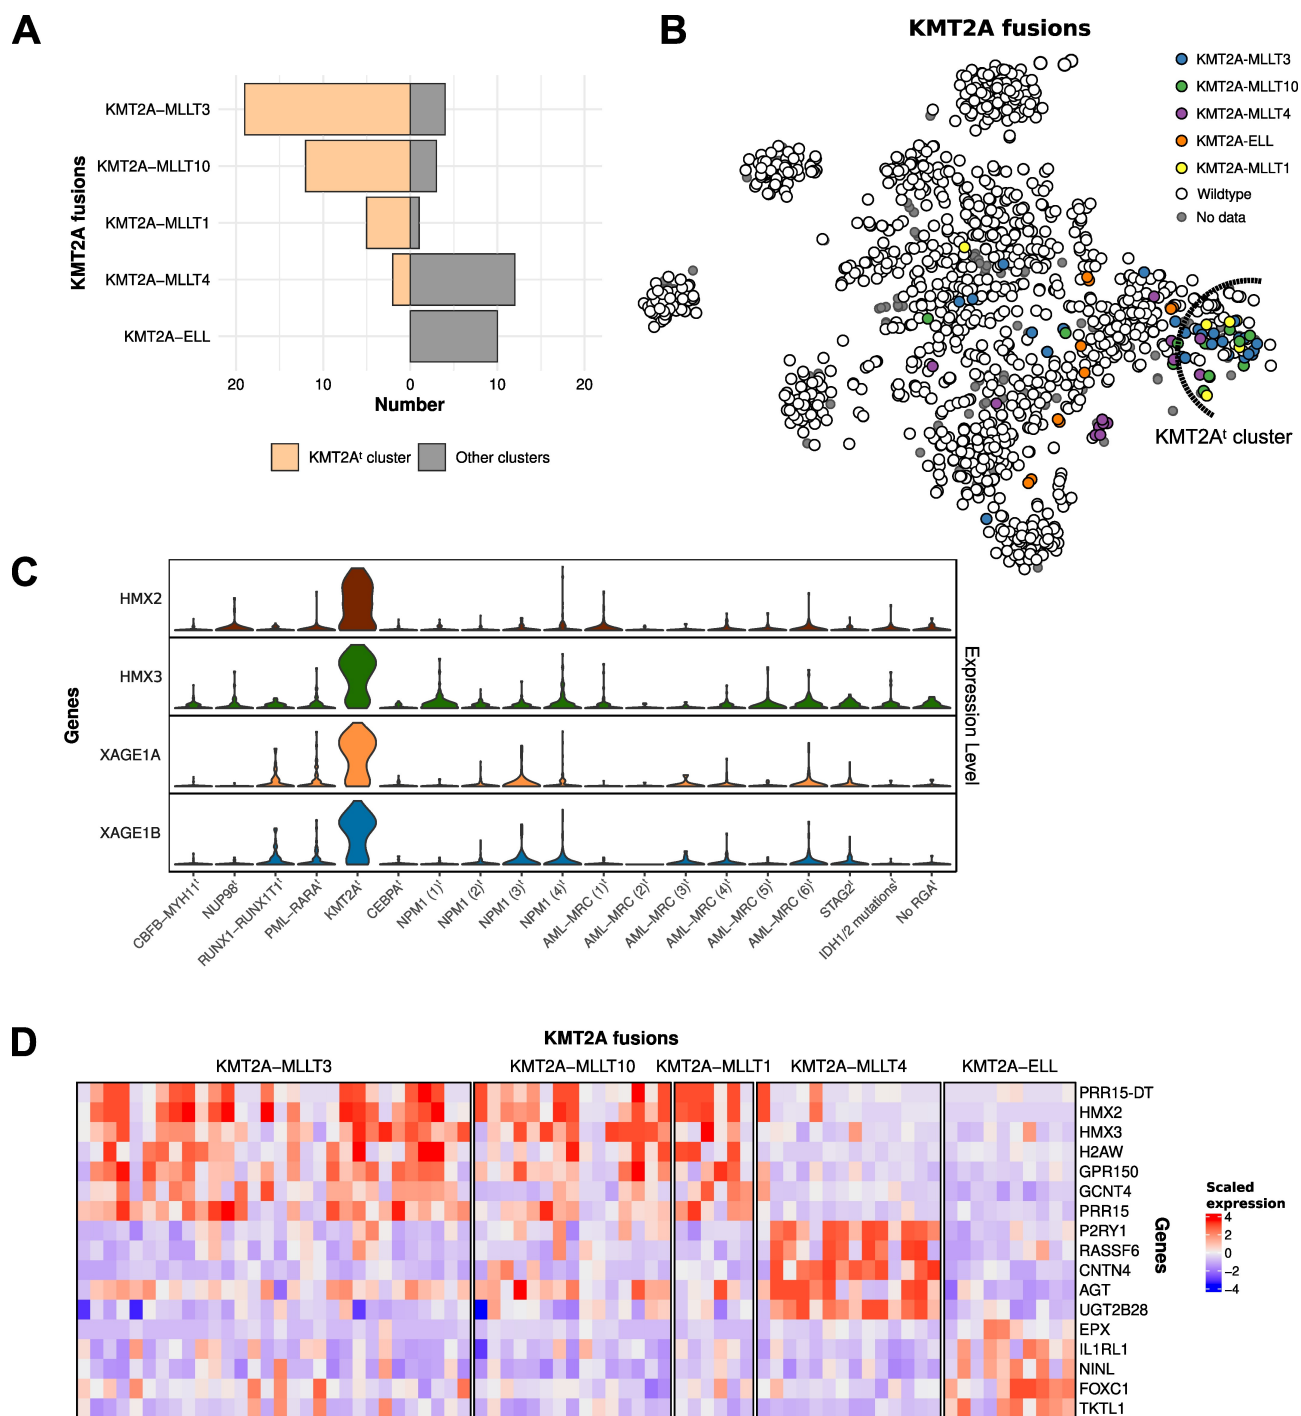 A
KMT2A fusions
KMT2A–MLLT3
KMT2A–MLLT10
KMT2A–MLLT1
KMT2A–MLLT4
KMT2A–ELL
20
10
0
10
20
Number
KMT2Aᵗ cluster
Other clusters
B
KMT2A fusions
KMT2A-MLLT3
KMT2A-MLLT10
KMT2A-MLLT4
KMT2A-ELL
KMT2A-MLLT1
Wildtype
No data
KMT2Aᵗ cluster
C
Genes
HMX2
HMX3
XAGE1A
XAGE1B
Expression Level
CBFB–MYH11ᵗ
NUP98ᵗ
RUNX1–RUNX1T1ᵗ
PML–RARAᵗ
KMT2Aᵗ
CEBPAᵗ
NPM1 (1)ᵗ
NPM1 (2)ᵗ
NPM1 (3)ᵗ
NPM1 (4)ᵗ
AML–MRC (1)ᵗ
AML–MRC (2)ᵗ
AML–MRC (3)ᵗ
AML–MRC (4)ᵗ
AML–MRC (5)ᵗ
AML–MRC (6)ᵗ
STAG2ᵗ
IDH1/2 mutationsᵗ
No RGAᵗ
D
KMT2A fusions
KMT2A–MLLT3
KMT2A–MLLT10
KMT2A–MLLT1
KMT2A–MLLT4
KMT2A–ELL
PRR15-DT
HMX2
HMX3
H2AW
GPR150
GCNT4
PRR15
P2RY1
RASSF6
CNTN4
AGT
UGT2B28
EPX
IL1RL1
NINL
FOXC1
TKTL1
Genes
Scaled
expression
4
2
0
−2
−4